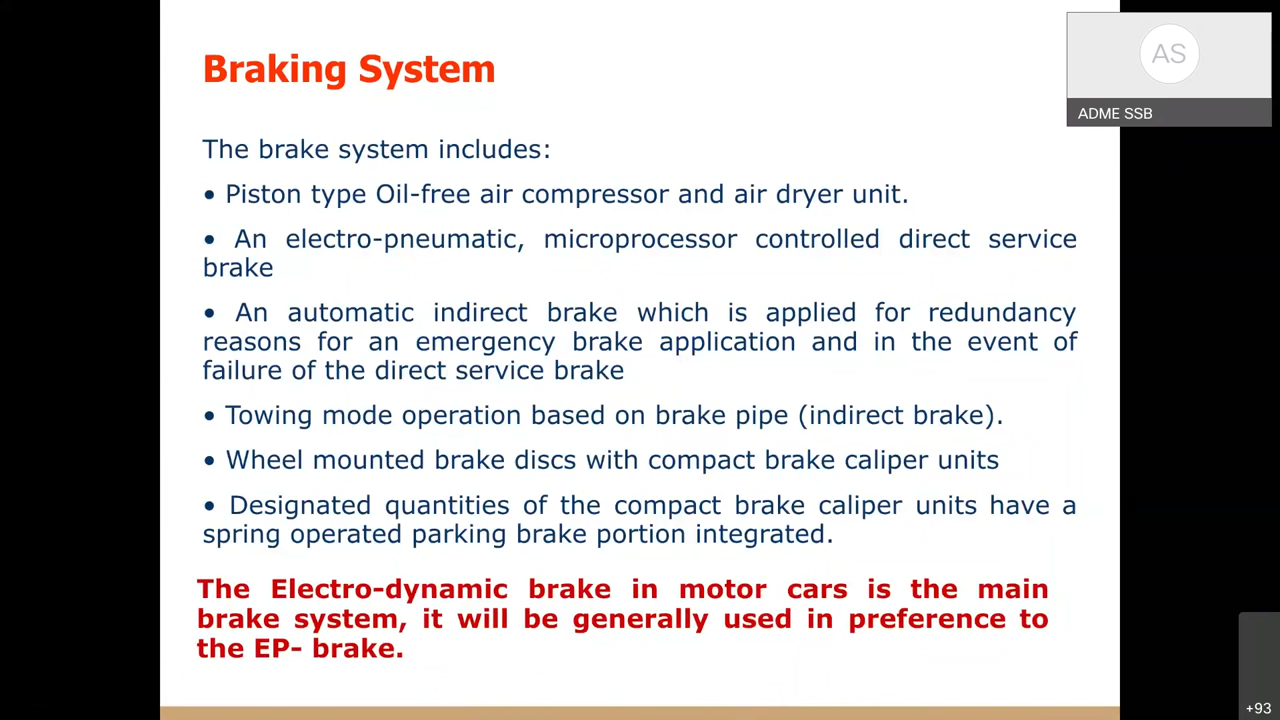 Braking System
AS
ADME SSB
The brake system includes:
• Piston type Oil-free air compressor and air dryer unit.
• An electro-pneumatic, microprocessor controlled direct service
brake
• An automatic indirect brake which is applied for redundancy
reasons for an emergency brake application and in the event of
failure of the direct service brake
• Towing mode operation based on brake pipe (indirect brake).
• Wheel mounted brake discs with compact brake caliper units
• Designated quantities of the compact brake caliper units have a
spring operated parking brake portion integrated.
The Electro-dynamic brake in motor cars is the main
brake system, it will be generally used in preference to
the EP- brake.
+93